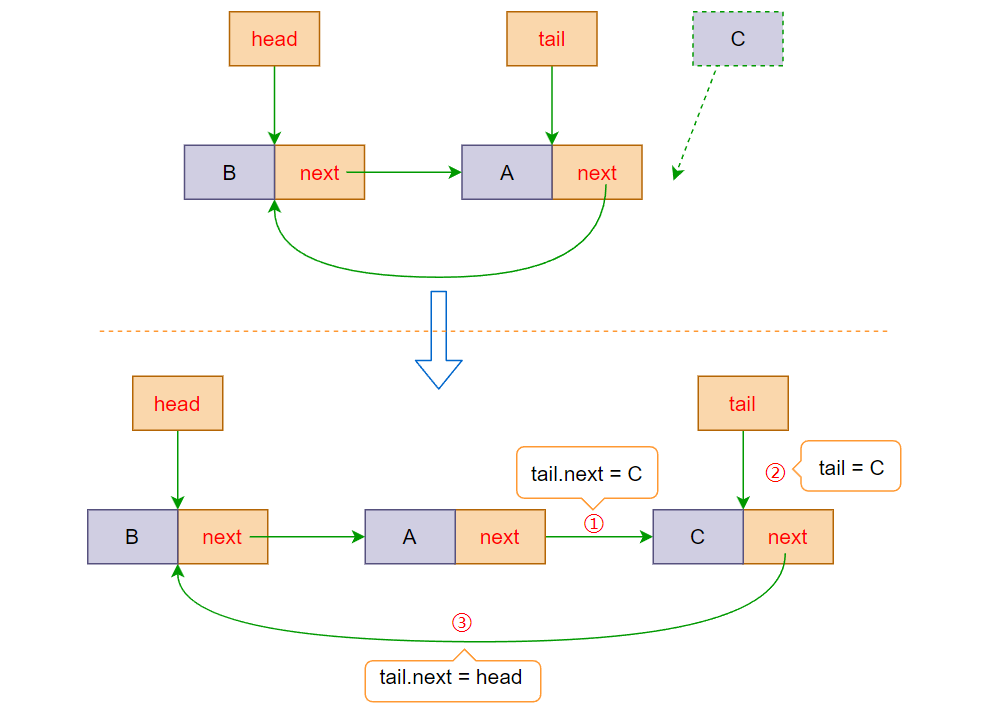 head
tail
C
B
next
A
next
head
tail
tail.next = C
② tail = C
①
B
next
A
next
C
next
③
tail.next = head